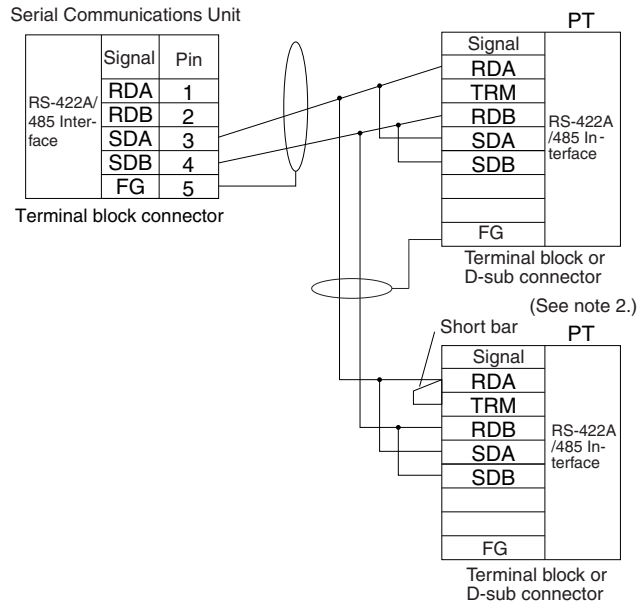 Serial Communications Unit
Signal Pin
RS-422A/
485 Inter-
face
RDA 1
RDB 2
SDA 3
SDB 4
FG 5
Terminal block connector
PT
Signal
RDA
TRM
RDB
SDA
SDB
FG
RS-422A
/485 In-
terface
Terminal block or
D-sub connector
(See note 2.)
Short bar
PT
Signal
RDA
TRM
RDB
SDA
SDB
FG
RS-422A
/485 In-
terface
Terminal block or
D-sub connector